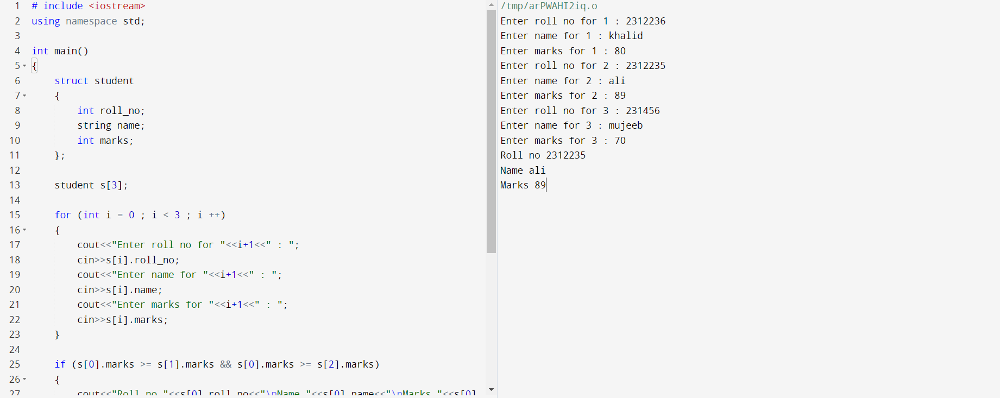 1 # include <iostream>
2 using namespace std;
3
4 int main()
5 {
6 struct student
7 {
8 int roll_no;
9 string name;
10 int marks;
11 };
12
13 student s[3];
14
15 for (int i = 0 ; i < 3 ; i ++)
16 {
17 cout<<"Enter roll no for "<<i+1<<" : ";
18 cin>>s[i].roll_no;
19 cout<<"Enter name for "<<i+1<<" : ";
20 cin>>s[i].name;
21 cout<<"Enter marks for "<<i+1<<" : ";
22 cin>>s[i].marks;
23 }
24
25 if (s[0].marks >= s[1].marks && s[0].marks >= s[2].marks)
26 {
27 cout<<"Roll no "<<s[0].roll_no<<"\nName "<<s[0].name<<"\nMarks "<<s[0]
/tmp/arPWAHI2iq.o
Enter roll no for 1 : 2312236
Enter name for 1 : khalid
Enter marks for 1 : 80
Enter roll no for 2 : 2312235
Enter name for 2 : ali
Enter marks for 2 : 89
Enter roll no for 3 : 231456
Enter name for 3 : mujeeb
Enter marks for 3 : 70
Roll no 2312235
Name ali
Marks 89